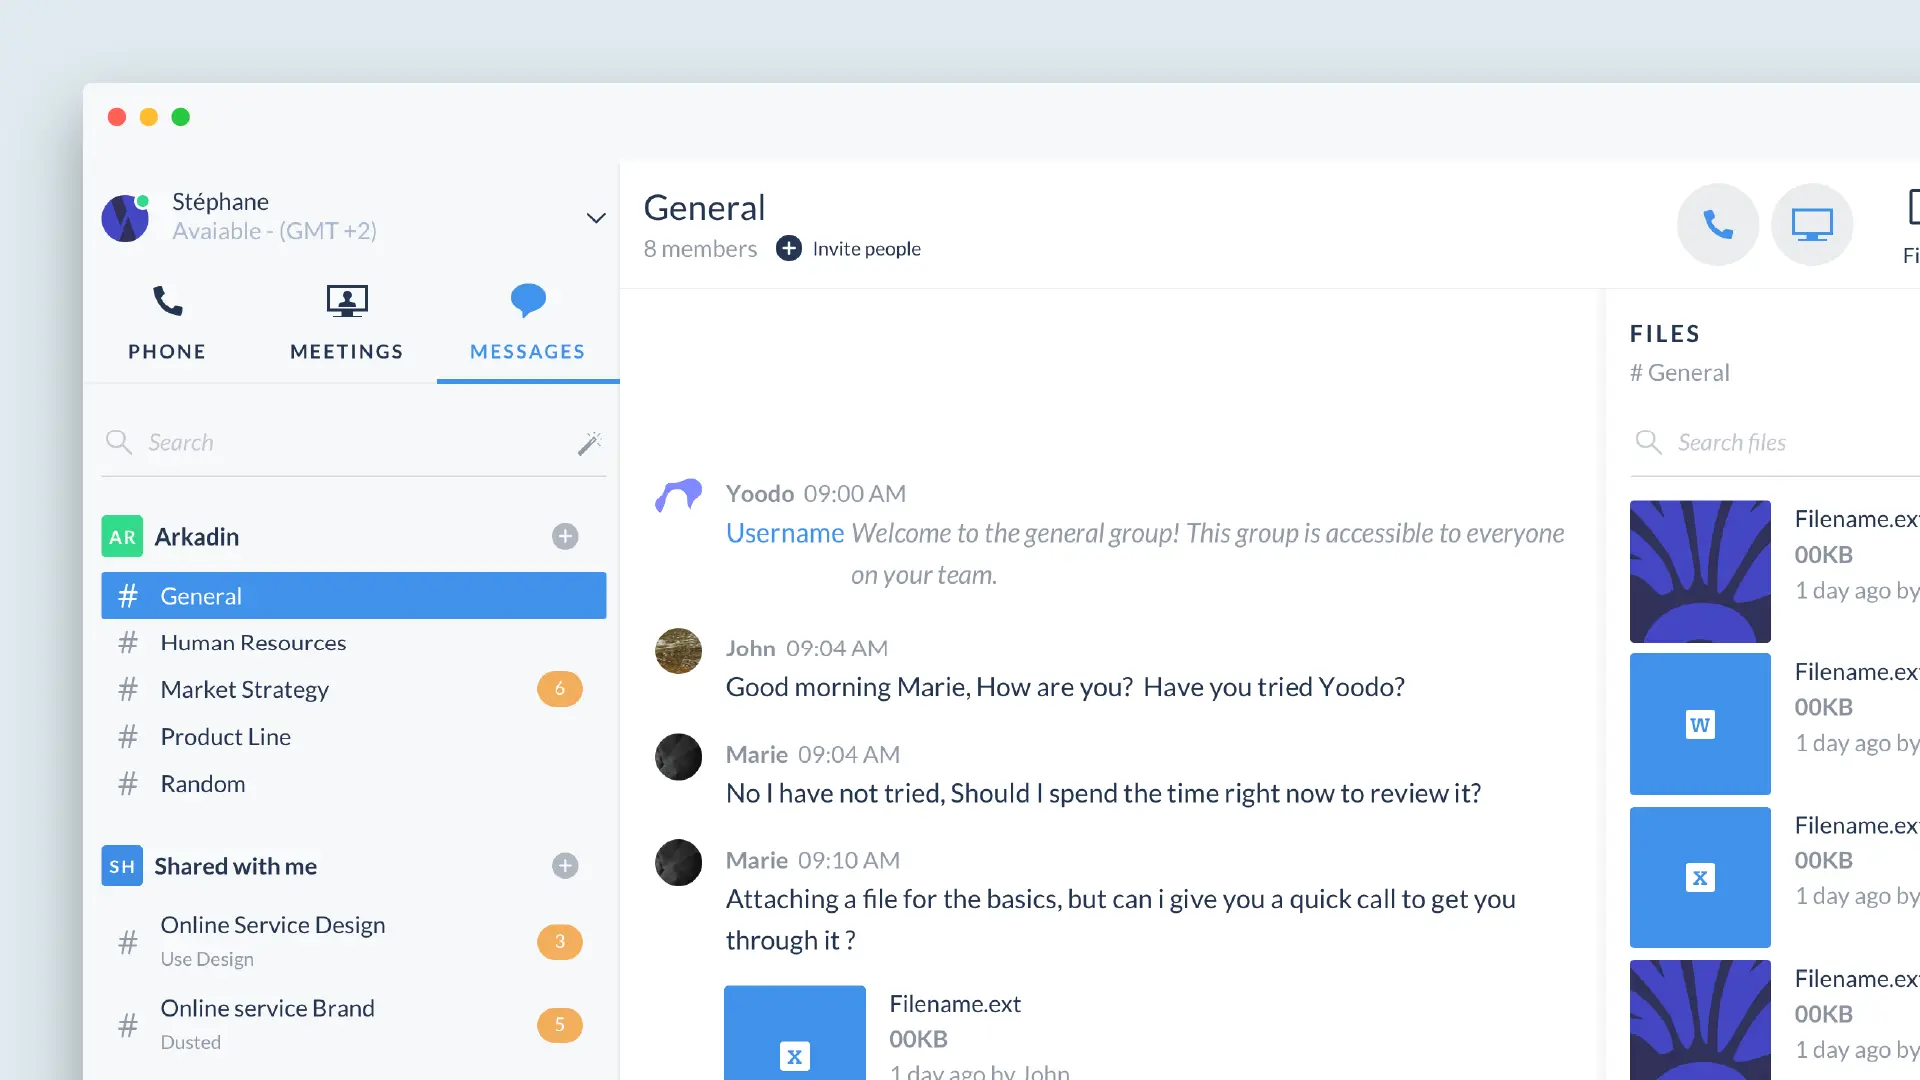 Stéphane
Avaiable - (GMT +2)
PHONE
MEETINGS
MESSAGES
Search
AR Arkadin
# General
# Human Resources
# Market Strategy 6
# Product Line
# Random
SH Shared with me
# Online Service Design 3
Use Design
# Online service Brand 5
Dusted
General
8 members Invite people
Yoodo 09:00 AM
Username Welcome to the general group! This group is accessible to everyone
on your team.
John 09:04 AM
Good morning Marie, How are you? Have you tried Yoodo?
Marie 09:04 AM
No I have not tried, Should I spend the time right now to review it?
Marie 09:10 AM
Attaching a file for the basics, but can i give you a quick call to get you
through it ?
X
Filename.ext
00KB
1 day ago by John
FILES
# General
Search files
Filename.ex
00KB
1 day ago by
W
Filename.ex
00KB
1 day ago by
X
Filename.ex
00KB
1 day ago by
Filename.ex
00KB
1 day ago by